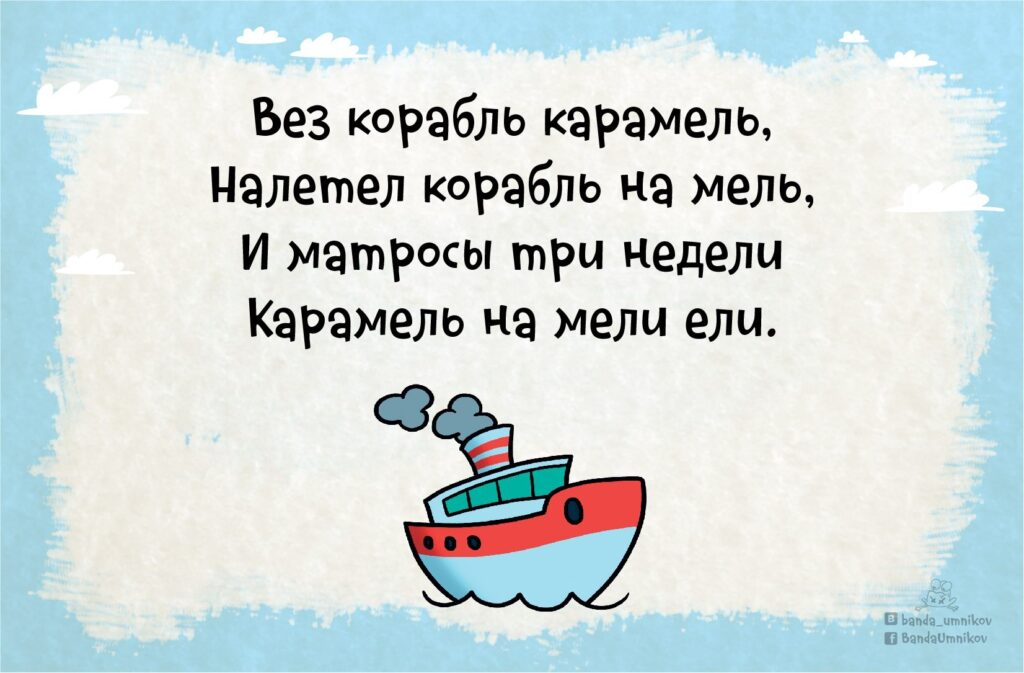 Вез корабль карамель,
Налетел корабль на мель,
И матросы три недели
Карамель на мели ели.
banda_umnikov
BandaUmnikov